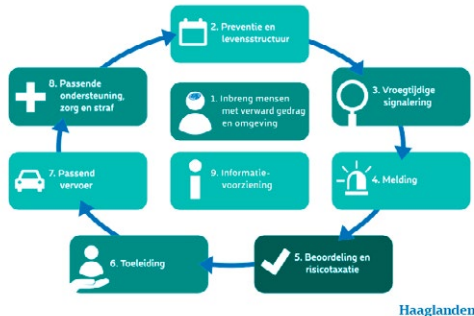 2. Preventie en
levensstructuur
8. Passende
ondersteuning,
zorg en straf
1. Inbreng mensen
met verward gedrag
en omgeving
3. Vroegtijdige
signalering
7. Passend
vervoer
9. Informatie-
voorziening
4. Melding
6. Toeleiding
5. Beoordeling en
risicotaxatie
Haaglanden